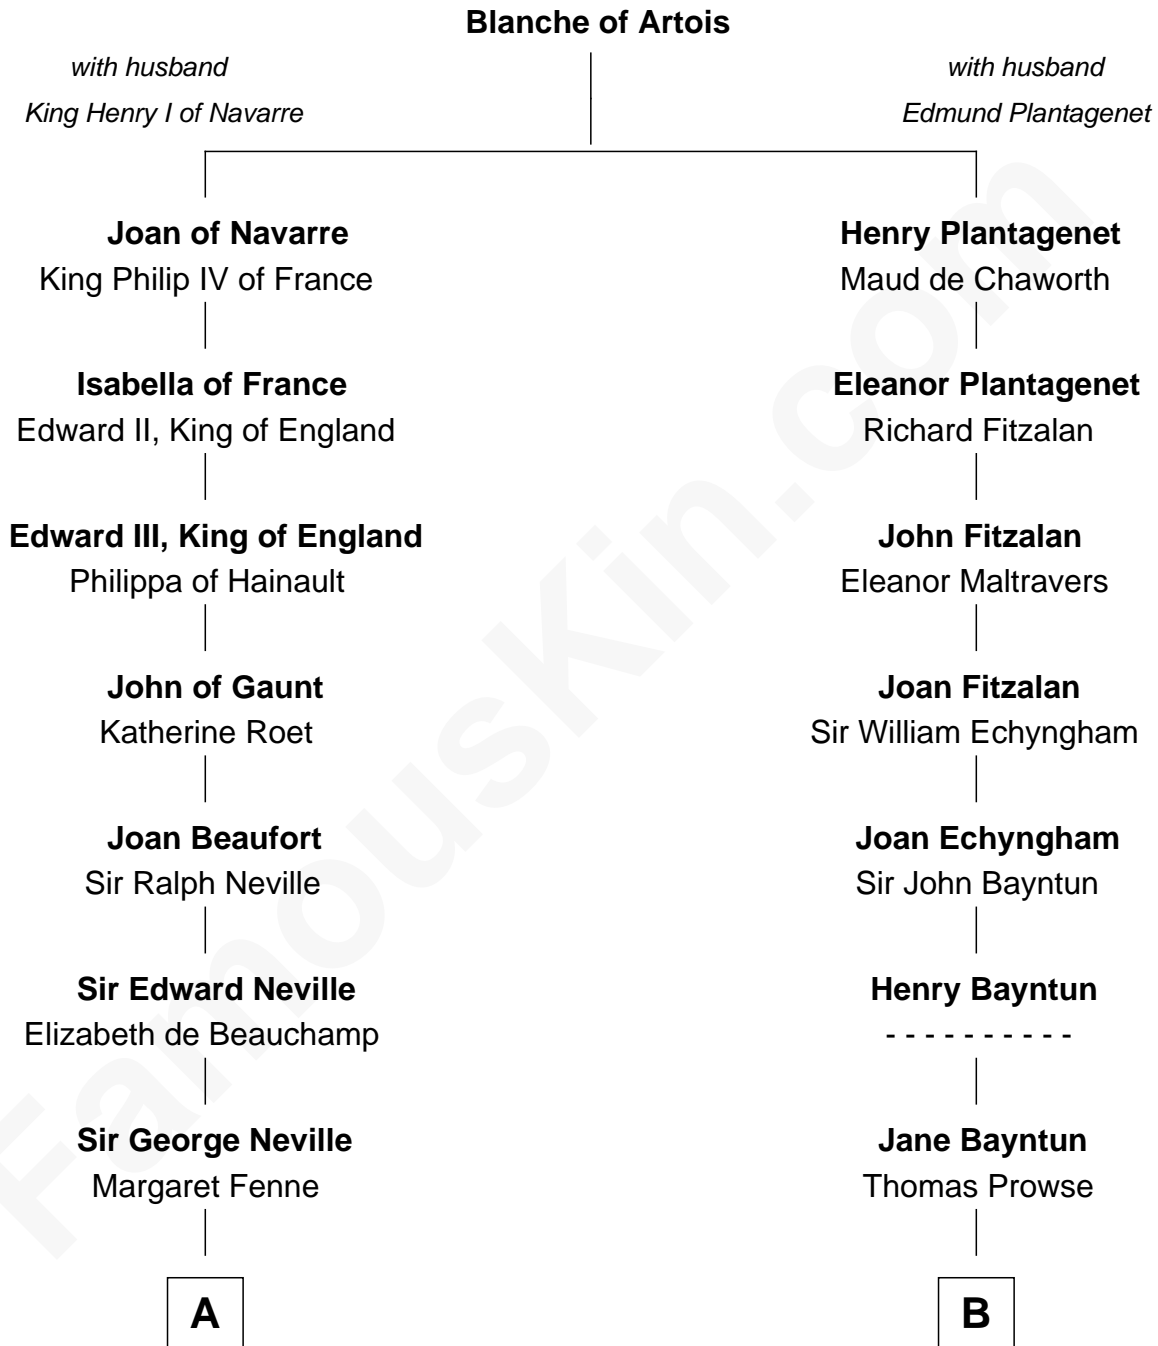 Blanche of Artois
with husband
King Henry I of Navarre
with husband
Edmund Plantagenet
Joan of Navarre
King Philip IV of France
Henry Plantagenet
Maud de Chaworth
Isabella of France
Edward II, King of England
Eleanor Plantagenet
Richard Fitzalan
Edward III, King of England
Philippa of Hainault
John Fitzalan
Eleanor Maltravers
John of Gaunt
Katherine Roet
Joan Fitzalan
Sir William Echyngham
Joan Beaufort
Sir Ralph Neville
Joan Echyngham
Sir John Bayntun
Sir Edward Neville
Elizabeth de Beauchamp
Henry Bayntun
- - - - - - - - - -
Sir George Neville
Margaret Fenne
Jane Bayntun
Thomas Prowse
A
B
FamousKin.com